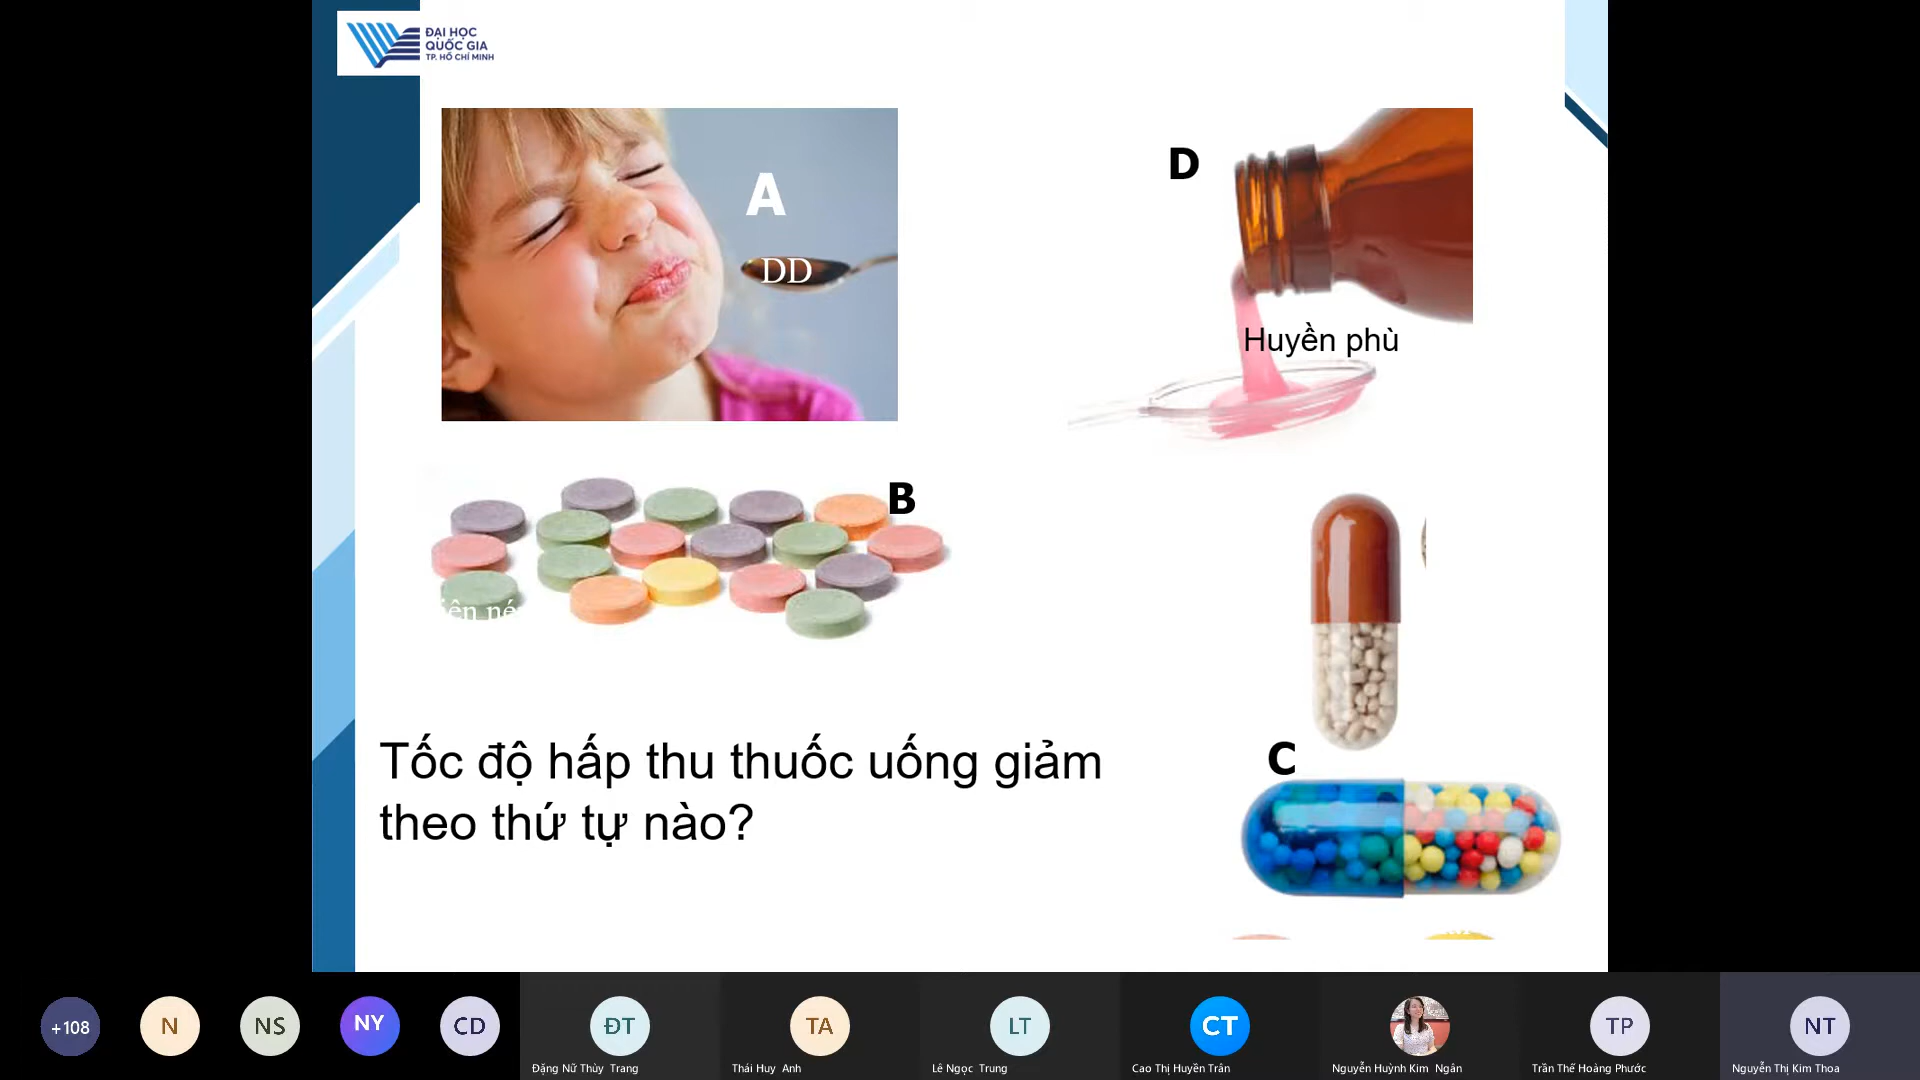 ĐẠI HỌC
QUỐC GIA
TP. HỒ CHÍ MINH
A
DD
D
Huyền phù
B
Tốc độ hấp thu thuốc uống giảm
theo thứ tự nào?
C
+108
N
NS
NY
CD
ĐT
TA
LT
CT
TP
NT
Đặng Nữ Thùy Trang
Thái Huy Anh
Lê Ngọc Trung
Cao Thị Huyền Trân
Nguyễn Huỳnh Kim Ngân
Trần Thế Hoàng Phước
Nguyễn Thị Kim Thoa